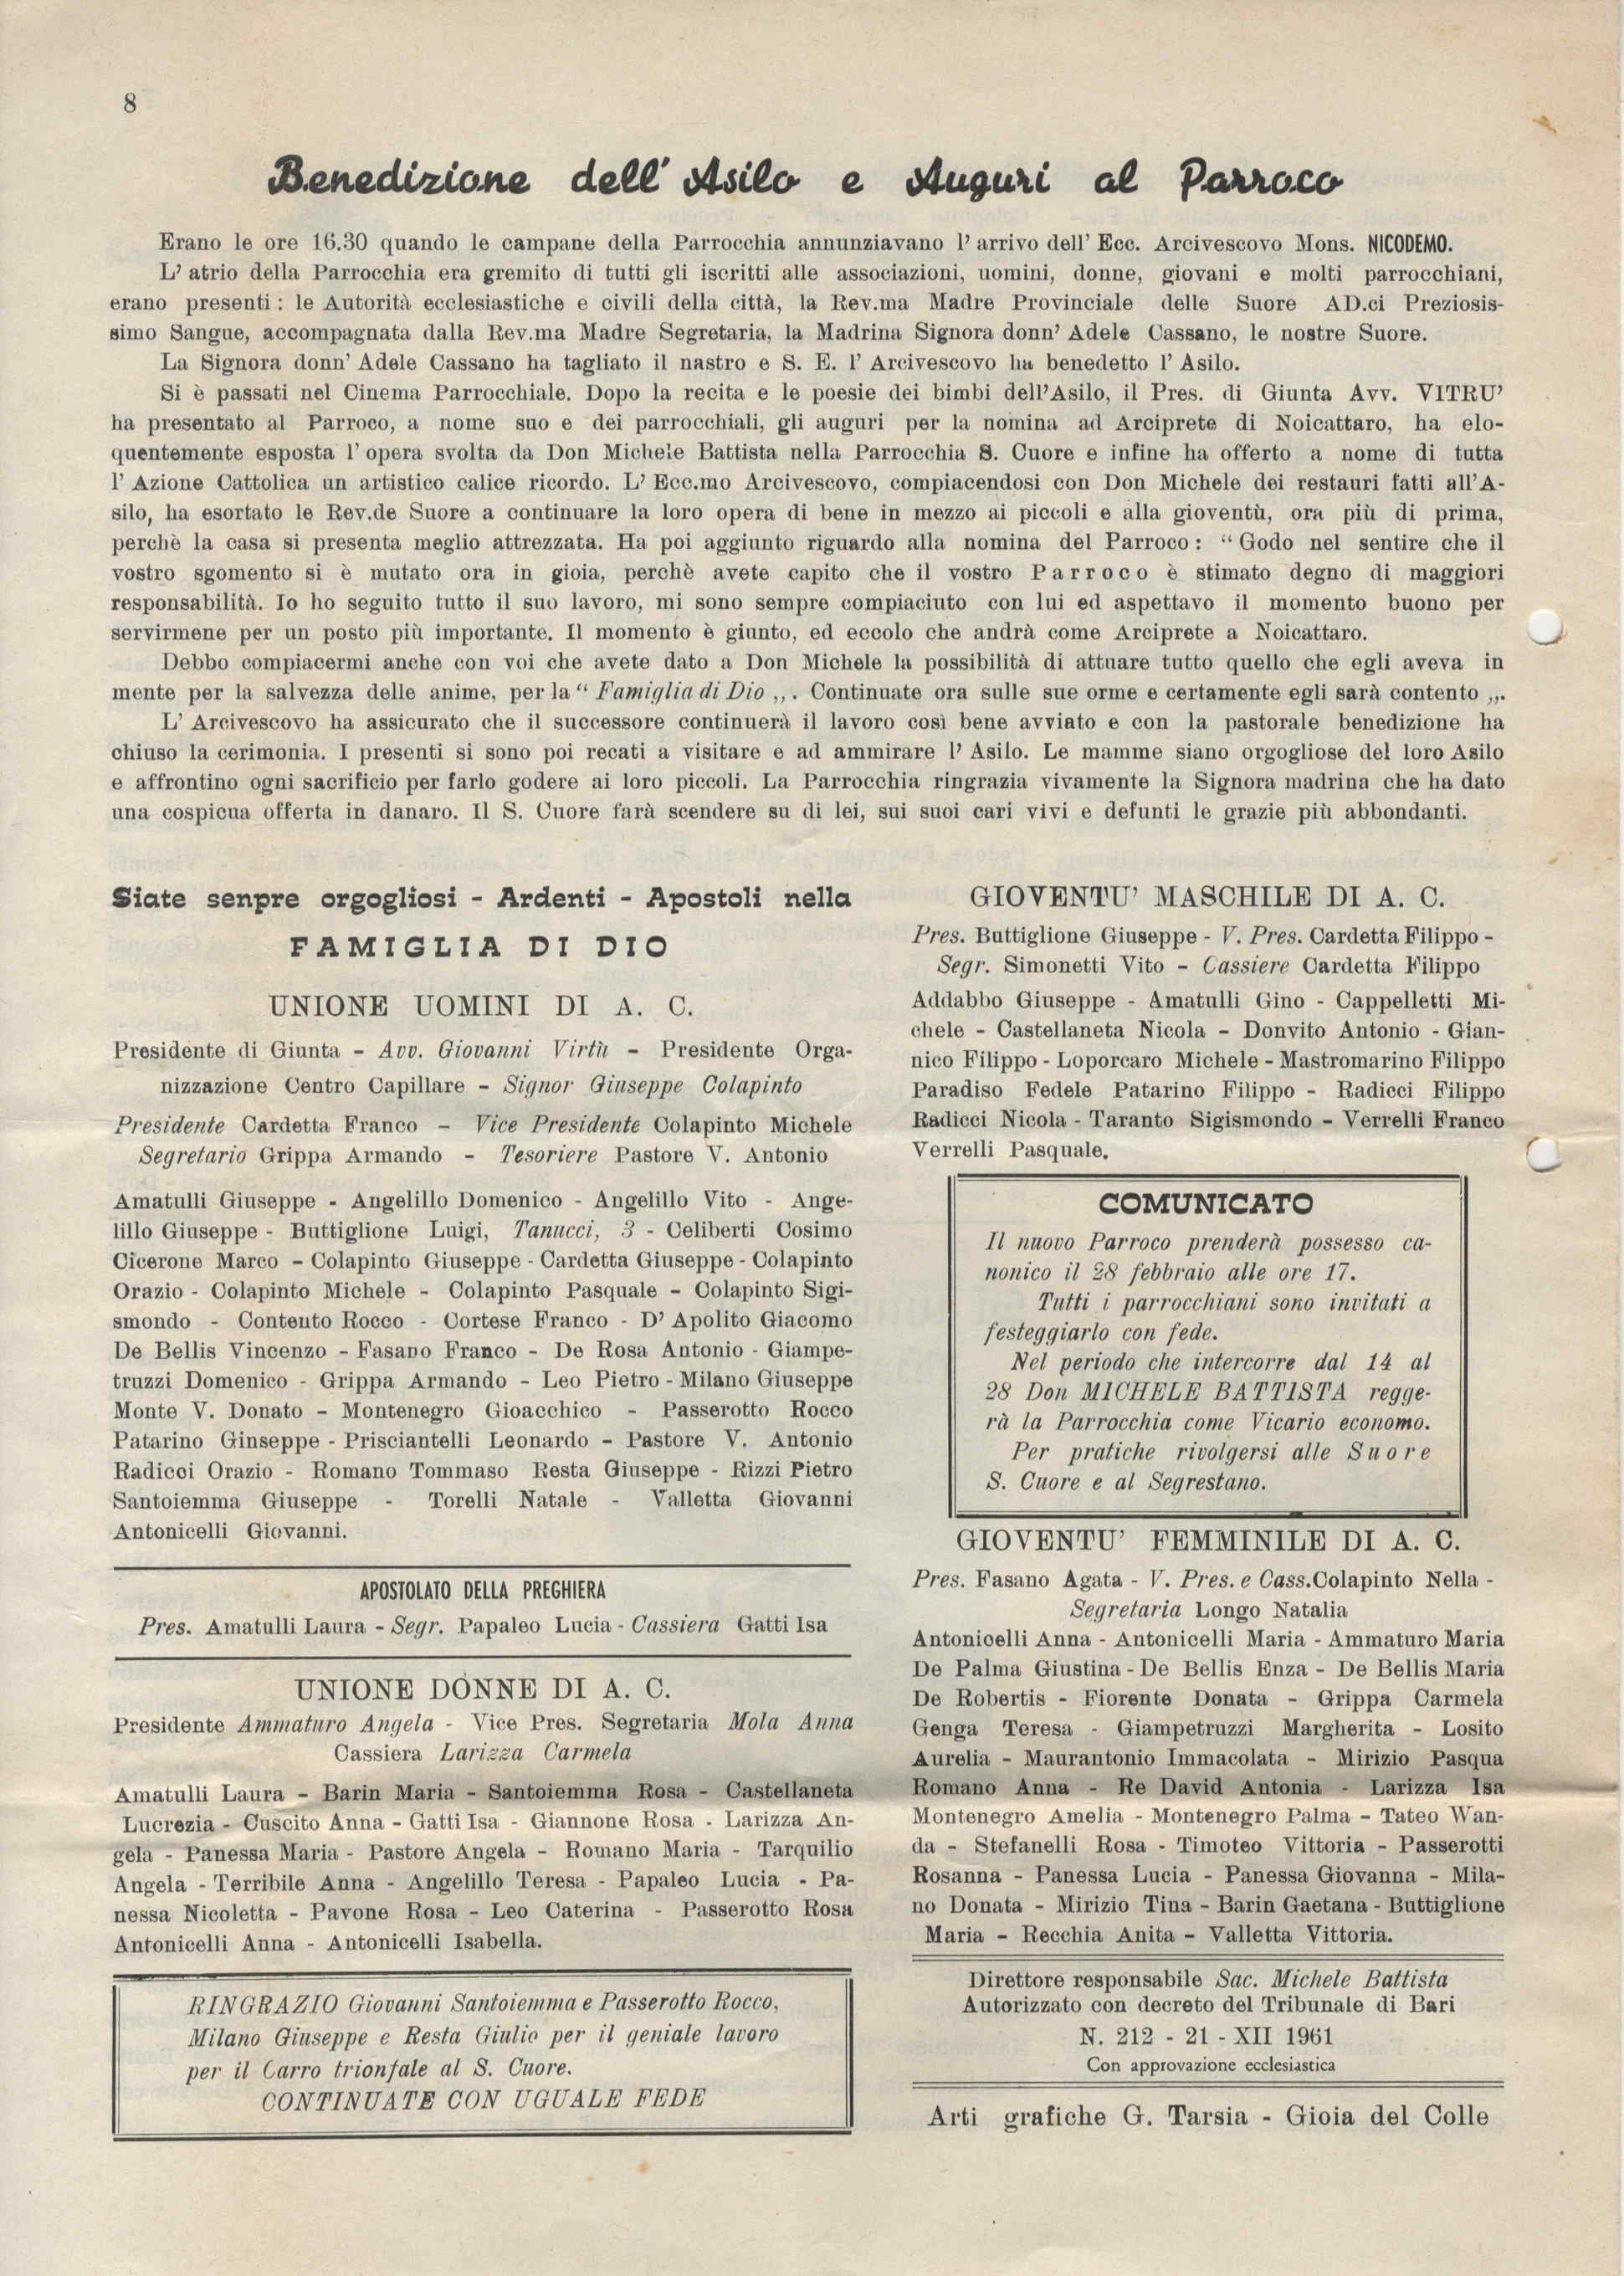 8
Benedizione dell' Asilo e Auguri al Parroco
Erano le ore 16.30 quando le campane della Parrocchia annunziavano l' arrivo dell' Ecc. Arcivescovo Mons. NICODEMO.
L' atrio della Parrocchia era gremito di tutti gli iscritti alle associazioni, uomini, donne, giovani e molti parrocchiani,
erano presenti : le Autorità ecclesiastiche e civili della città, la Rev.ma Madre Provinciale delle Suore AD.ci Preziosis-
simo Sangue, accompagnata dalla Rev.ma Madre Segretaria, la Madrina Signora donn' Adele Cassano, le nostre Suore.
La Signora donn' Adele Cassano ha tagliato il nastro e S. E. l' Arcivescovo ha benedetto l' Asilo.
Si è passati nel Cinema Parrocchiale. Dopo la recita e le poesie dei bimbi dell'Asilo, il Pres. di Giunta Avv. VITRU'
ha presentato al Parroco, a nome suo e dei parrocchiali, gli auguri per la nomina ad Arciprete di Noicattaro, ha elo-
quentemente esposta l' opera svolta da Don Michele Battista nella Parrocchia S. Cuore e infine ha offerto a nome di tutta
l' Azione Cattolica un artistico calice ricordo. L' Ecc.mo Arcivescovo, compiacendosi con Don Michele dei restauri fatti all'A-
silo, ha esortato le Rev.de Suore a continuare la loro opera di bene in mezzo ai piccoli e alla gioventù, ora più di prima,
perchè la casa si presenta meglio attrezzata. Ha poi aggiunto riguardo alla nomina del Parroco : “ Godo nel sentire che il
vostro sgomento si è mutato ora in gioia, perchè avete capito che il vostro Parroco è stimato degno di maggiori
responsabilità. Io ho seguito tutto il suo lavoro, mi sono sempre compiaciuto con lui ed aspettavo il momento buono per
servirmene per un posto più importante. Il momento è giunto, ed eccolo che andrà come Arciprete a Noicattaro.
Debbo compiacermi anche con voi che avete dato a Don Michele la possibilità di attuare tutto quello che egli aveva in
mente per la salvezza delle anime, per la “ Famiglia di Dio ,, . Continuate ora sulle sue orme e certamente egli sarà contento ,,.
L' Arcivescovo ha assicurato che il successore continuerà il lavoro così bene avviato e con la pastorale benedizione ha
chiuso la cerimonia. I presenti si sono poi recati a visitare e ad ammirare l' Asilo. Le mamme siano orgogliose del loro Asilo
e affrontino ogni sacrificio per farlo godere ai loro piccoli. La Parrocchia ringrazia vivamente la Signora madrina che ha dato
una cospicua offerta in danaro. Il S. Cuore farà scendere su di lei, sui suoi cari vivi e defunti le grazie più abbondanti.
Siate senpre orgogliosi - Ardenti - Apostoli nella
FAMIGLIA DI DIO
UNIONE UOMINI DI A. C.
Presidente di Giunta - Avv. Giovanni Virtù - Presidente Orga-
nizzazione Centro Capillare - Signor Giuseppe Colapinto
Presidente Cardetta Franco - Vice Presidente Colapinto Michele
Segretario Grippa Armando - Tesoriere Pastore V. Antonio
Amatulli Giuseppe - Angelillo Domenico - Angelillo Vito - Ange-
lillo Giuseppe - Buttiglione Luigi, Tanucci, 3 - Celiberti Cosimo
Cicerone Marco - Colapinto Giuseppe - Cardetta Giuseppe - Colapinto
Orazio - Colapinto Michele - Colapinto Pasquale - Colapinto Sigi-
smondo - Contento Rocco - Cortese Franco - D' Apolito Giacomo
De Bellis Vincenzo - Fasano Franco - De Rosa Antonio - Giampe-
truzzi Domenico - Grippa Armando - Leo Pietro - Milano Giuseppe
Monte V. Donato - Montenegro Gioacchico - Passerotto Rocco
Patarino Ginseppe - Prisciantelli Leonardo - Pastore V. Antonio
Radicci Orazio - Romano Tommaso Resta Giuseppe - Rizzi Pietro
Santoiemma Giuseppe - Torelli Natale - Valletta Giovanni
Antonicelli Giovanni.
APOSTOLATO DELLA PREGHIERA
Pres. Amatulli Laura - Segr. Papaleo Lucia - Cassiera Gatti Isa
UNIONE DONNE DI A. C.
Presidente Ammaturo Angela - Vice Pres. Segretaria Mola Anna
Cassiera Larizza Carmela
Amatulli Laura - Barin Maria - Santoiemma Rosa - Castellaneta
Lucrezia - Cuscito Anna - Gatti Isa - Giannone Rosa - Larizza An-
gela - Panessa Maria - Pastore Angela - Romano Maria - Tarquilio
Angela - Terribile Anna - Angelillo Teresa - Papaleo Lucia - Pa-
nessa Nicoletta - Pavone Rosa - Leo Caterina - Passerotto Rosa
Antonicelli Anna - Antonicelli Isabella.
RINGRAZIO Giovanni Santoiemma e Passerotto Rocco,
Milano Giuseppe e Resta Giulio per il geniale lavoro
per il Carro trionfale al S. Cuore.
CONTINUATE CON UGUALE FEDE
GIOVENTU' MASCHILE DI A. C.
Pres. Buttiglione Giuseppe - V. Pres. Cardetta Filippo -
Segr. Simonetti Vito - Cassiere Cardetta Filippo
Addabbo Giuseppe - Amatulli Gino - Cappelletti Mi-
chele - Castellaneta Nicola - Donvito Antonio - Gian-
nico Filippo - Loporcaro Michele - Mastromarino Filippo
Paradiso Fedele Patarino Filippo - Radicci Filippo
Radicci Nicola - Taranto Sigismondo - Verrelli Franco
Verrelli Pasquale.
COMUNICATO
Il nuovo Parroco prenderà possesso ca-
nonico il 28 febbraio alle ore 17.
Tutti i parrocchiani sono invitati a
festeggiarlo con fede.
Nel periodo che intercorre dal 14 al
28 Don MICHELE BATTISTA regge-
rà la Parrocchia come Vicario economo.
Per pratiche rivolgersi alle Suore
S. Cuore e al Segrestano.
GIOVENTU' FEMMINILE DI A. C.
Pres. Fasano Agata - V. Pres. e Cass.Colapinto Nella -
Segretaria Longo Natalia
Antonicelli Anna - Antonicelli Maria - Ammaturo Maria
De Palma Giustina - De Bellis Enza - De Bellis Maria
De Robertis - Fiorente Donata - Grippa Carmela
Genga Teresa - Giampetruzzi Margherita - Losito
Aurelia - Maurantonio Immacolata - Mirizio Pasqua
Romano Anna - Re David Antonia - Larizza Isa
Montenegro Amelia - Montenegro Palma - Tateo Wan-
da - Stefanelli Rosa - Timoteo Vittoria - Passerotti
Rosanna - Panessa Lucia - Panessa Giovanna - Mila-
no Donata - Mirizio Tina - Barin Gaetana - Buttiglione
Maria - Recchia Anita - Valletta Vittoria.
Direttore responsabile Sac. Michele Battista
Autorizzato con decreto del Tribunale di Bari
N. 212 - 21 - XII 1961
Con approvazione ecclesiastica
Arti grafiche G. Tarsia - Gioia del Colle